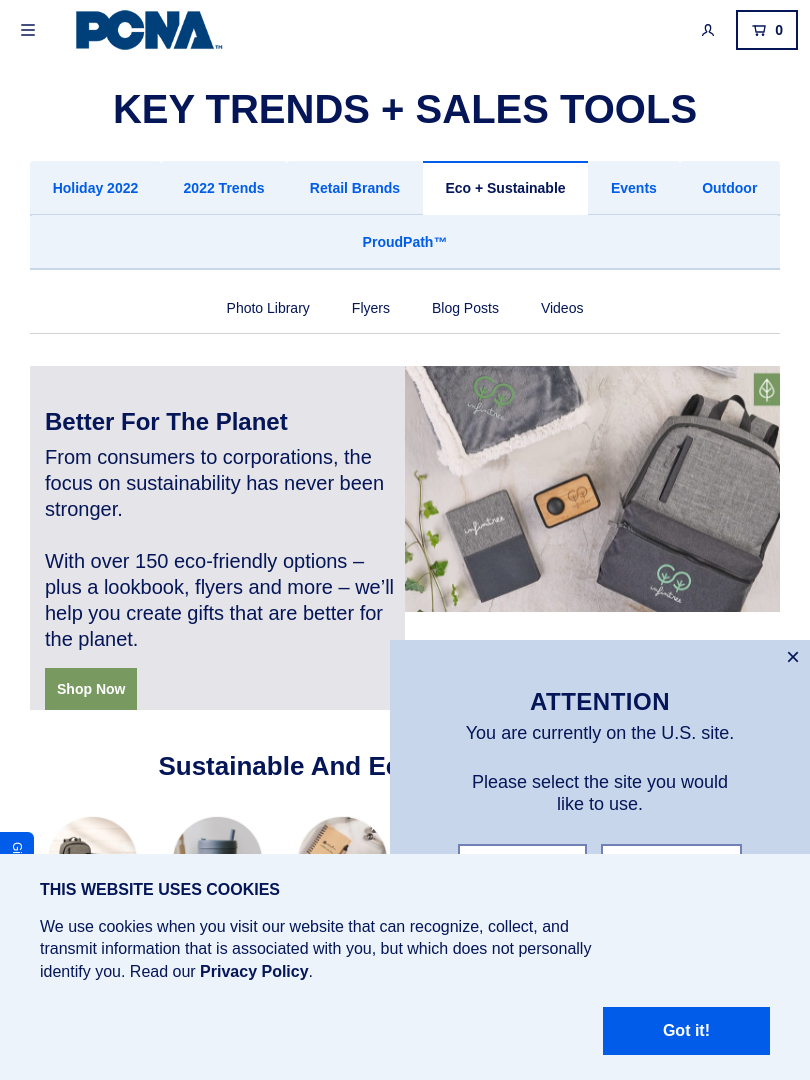 PCNA™
0
KEY TRENDS + SALES TOOLS
Holiday 2022
2022 Trends
Retail Brands
Eco + Sustainable
Events
Outdoor
ProudPath™
Photo Library
Flyers
Blog Posts
Videos
Better For The Planet
From consumers to corporations, the
focus on sustainability has never been
stronger.
With over 150 eco-friendly options –
plus a lookbook, flyers and more – we’ll
help you create gifts that are better for
the planet.
Shop Now
infinitree
infinitree
infinitree
×
ATTENTION
You are currently on the U.S. site.
Please select the site you would
like to use.
Sustainable And
THIS WEBSITE USES COOKIES
We use cookies when you visit our website that can recognize, collect, and
transmit information that is associated with you, but which does not personally
identify you. Read our Privacy Policy.
Got it!